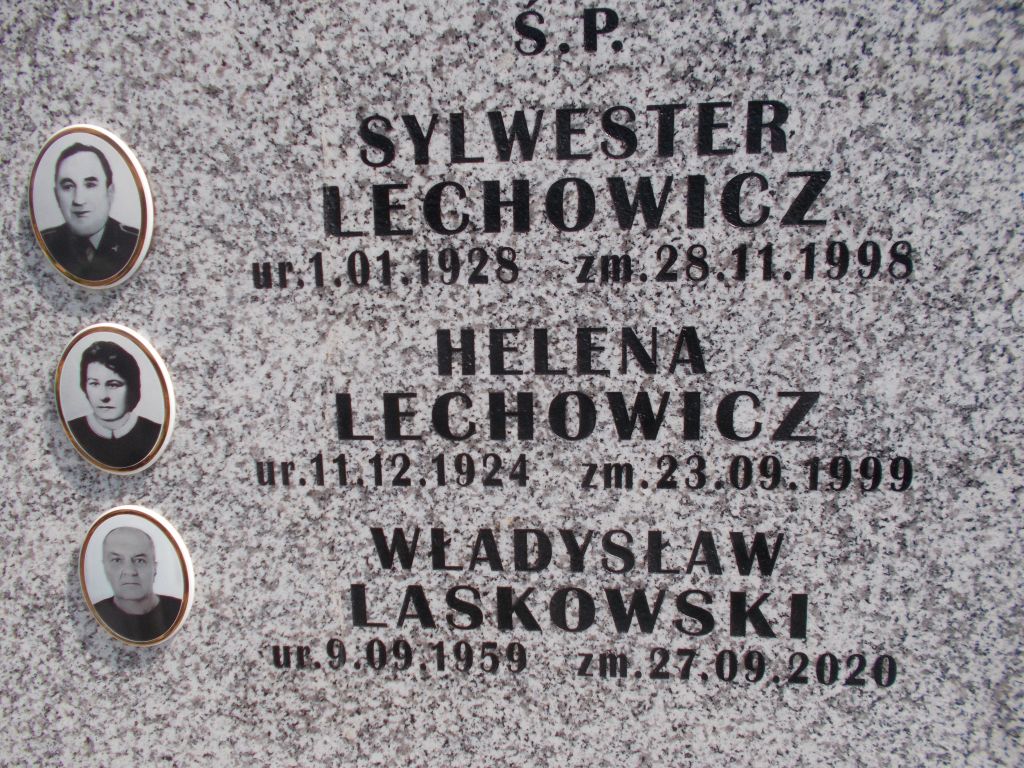 Ś.P.
SYLWESTER
LECHOWICZ
ur.1.01.1928 zm.28.11.1998
HELENA
LECHOWICZ
ur.11.12.1924 zm.23.09.1999
WŁADYSŁAW
LASKOWSKI
ur.9.09.1959 zm.27.09.2020